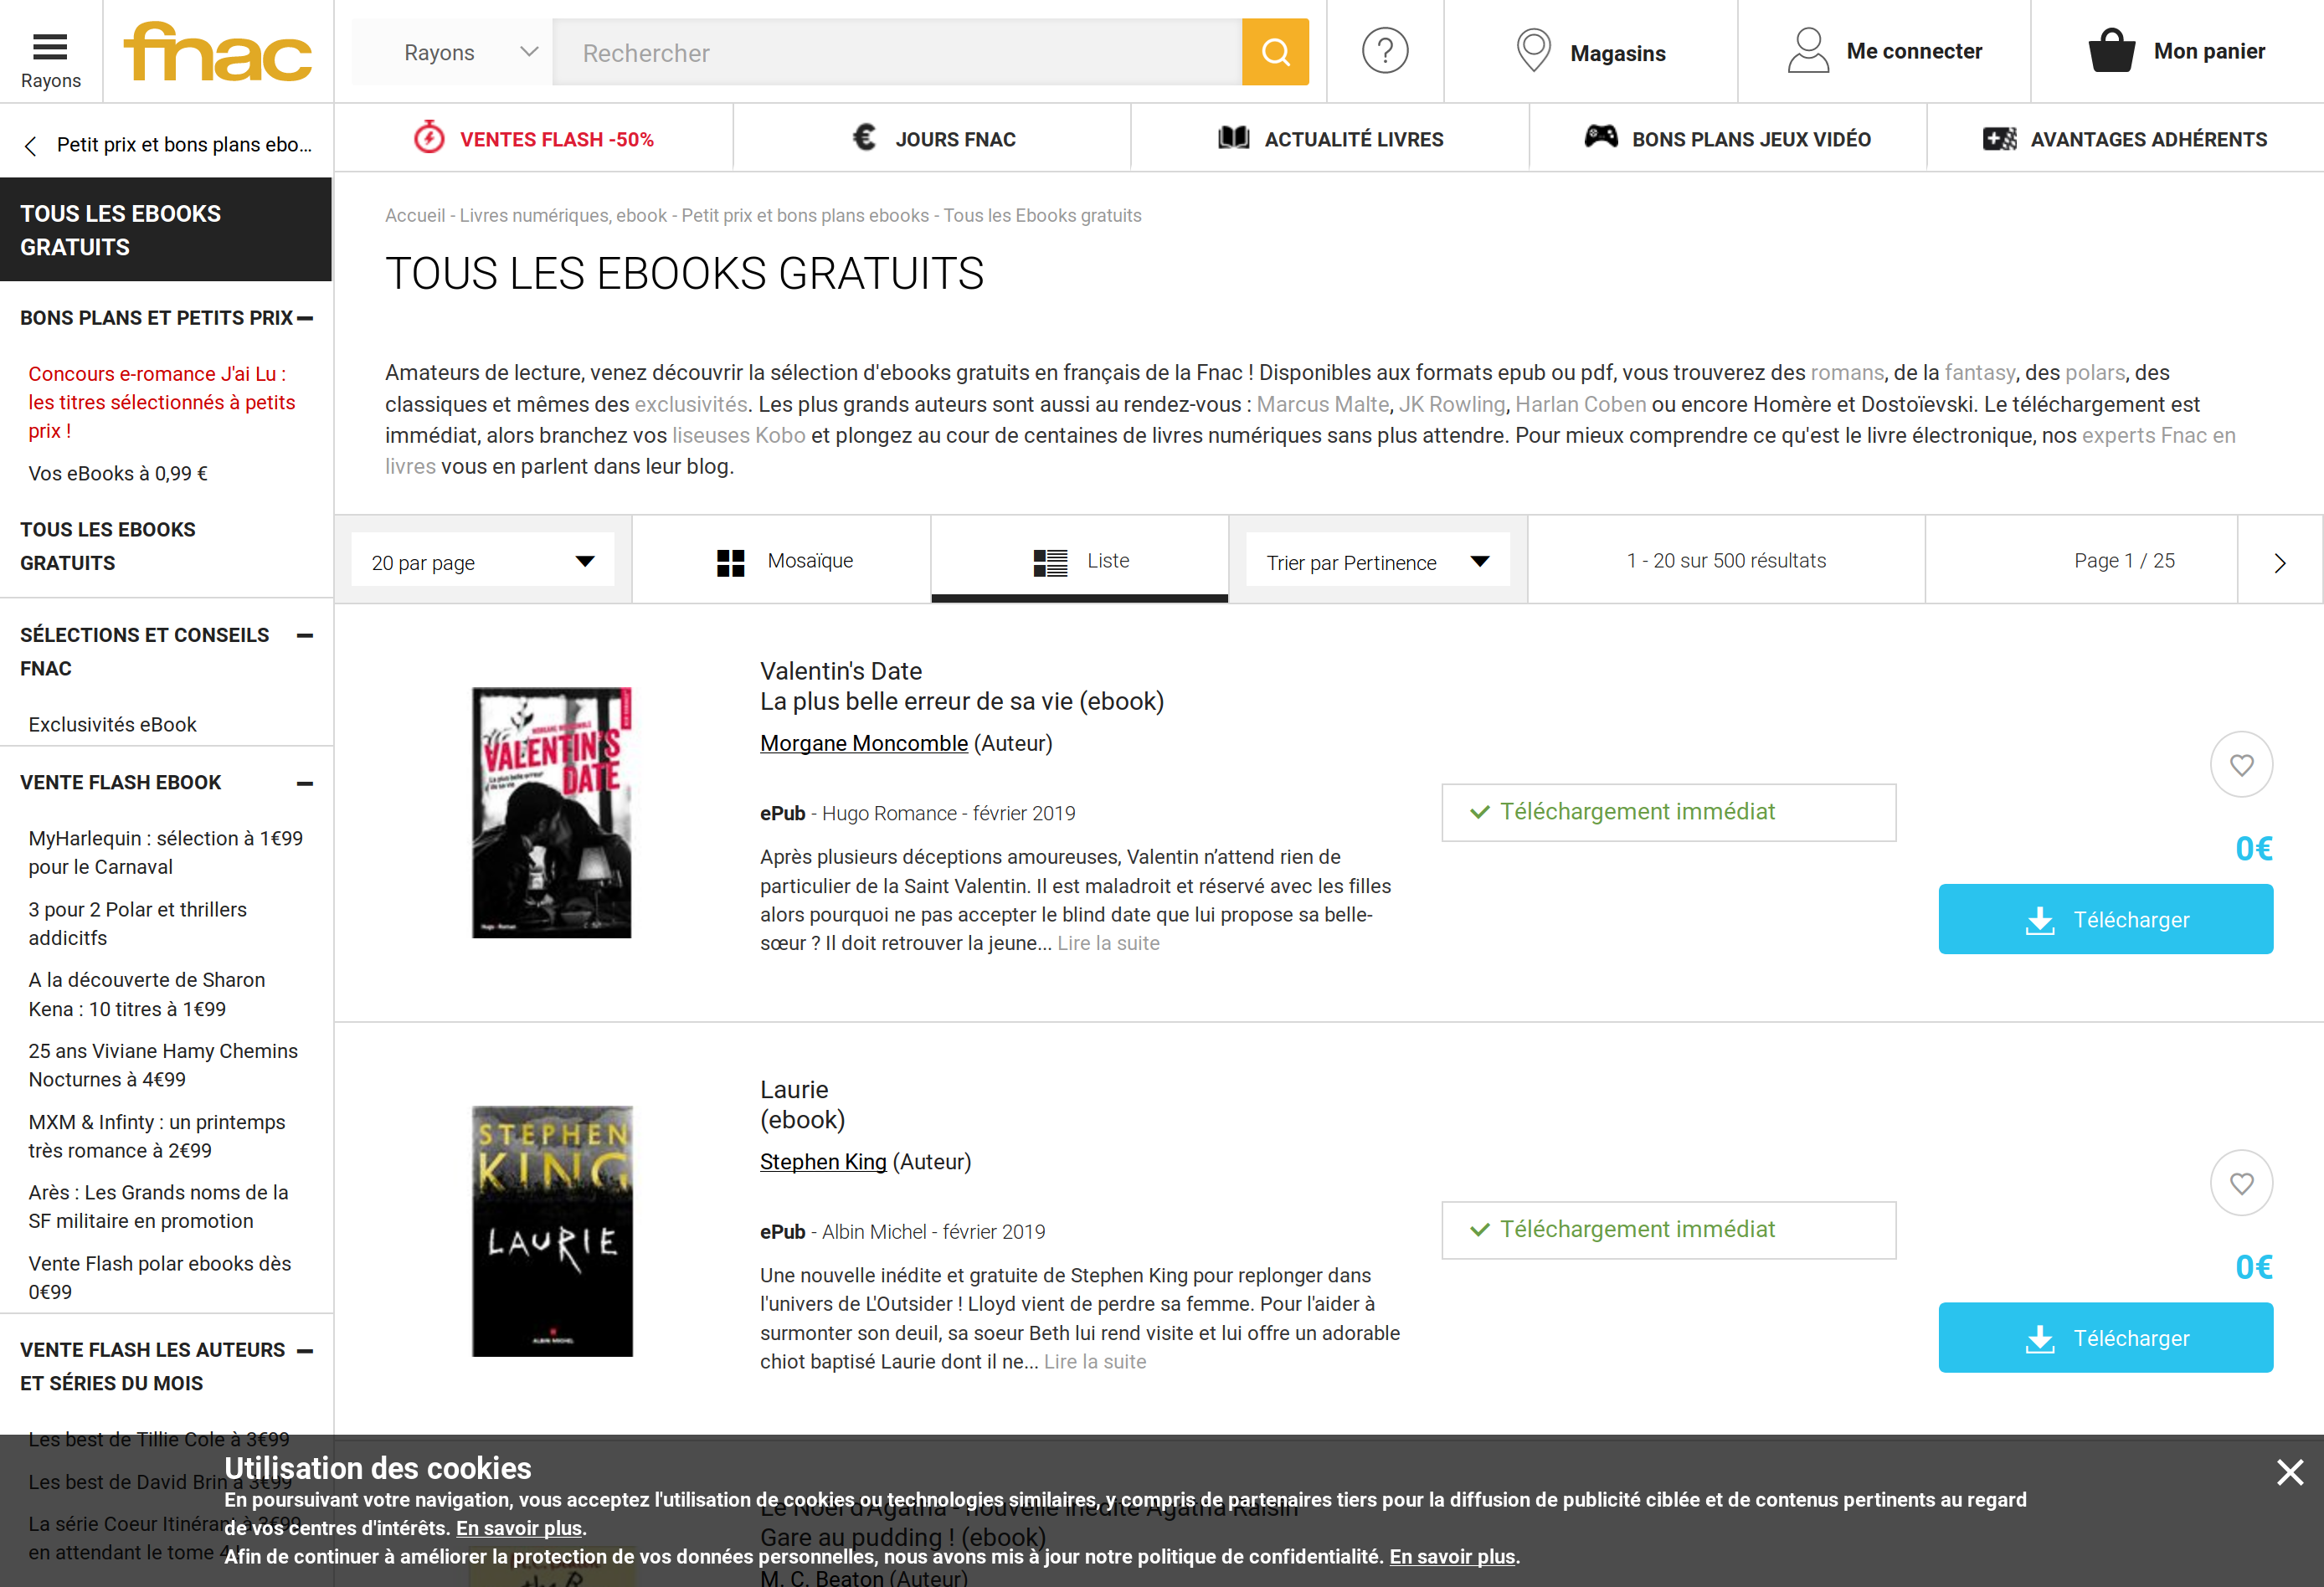 Rayons
fnac
Rayons
Rechercher
?
Magasins
Me connecter
Mon panier
Petit prix et bons plans ebo...
VENTES FLASH -50%
JOURS FNAC
ACTUALITÉ LIVRES
BONS PLANS JEUX VIDÉO
AVANTAGES ADHÉRENTS
TOUS LES EBOOKS
GRATUITS
BONS PLANS ET PETITS PRIX
Concours e-romance J'ai Lu :
les titres sélectionnés à petits
prix !
Vos eBooks à 0,99 €
TOUS LES EBOOKS
GRATUITS
SÉLECTIONS ET CONSEILS
FNAC
Exclusivités eBook
VENTE FLASH EBOOK
MyHarlequin : sélection à 1€99
pour le Carnaval
3 pour 2 Polar et thrillers
addicitfs
A la découverte de Sharon
Kena : 10 titres à 1€99
25 ans Viviane Hamy Chemins
Nocturnes à 4€99
MXM & Infinty : un printemps
très romance à 2€99
Arès : Les Grands noms de la
SF militaire en promotion
Vente Flash polar ebooks dès
0€99
VENTE FLASH LES AUTEURS
ET SÉRIES DU MOIS
Les best de Tillie Cole à 3€99
Les best de David Brin à 3€99
La série Coeur Itinérant à 3€99
en attendant le tome 4 !
Accueil - Livres numériques, ebook - Petit prix et bons plans ebooks - Tous les Ebooks gratuits
TOUS LES EBOOKS GRATUITS
Amateurs de lecture, venez découvrir la sélection d'ebooks gratuits en français de la Fnac ! Disponibles aux formats epub ou pdf, vous trouverez des romans, de la fantasy, des polars, des
classiques et mêmes des exclusivités. Les plus grands auteurs sont aussi au rendez-vous : Marcus Malte, JK Rowling, Harlan Coben ou encore Homère et Dostoïevski. Le téléchargement est
immédiat, alors branchez vos liseuses Kobo et plongez au cour de centaines de livres numériques sans plus attendre. Pour mieux comprendre ce qu'est le livre électronique, nos experts Fnac en
livres vous en parlent dans leur blog.
20 par page
Mosaïque
Liste
Trier par Pertinence
1 - 20 sur 500 résultats
Page 1 / 25
MORGANE MONCOMBLE
VALENTIN'S
DATE
La plus belle erreur
de sa vie
Hugo Roman
Valentin's Date
La plus belle erreur de sa vie (ebook)
Morgane Moncomble (Auteur)
ePub - Hugo Romance - février 2019
Après plusieurs déceptions amoureuses, Valentin n’attend rien de
particulier de la Saint Valentin. Il est maladroit et réservé avec les filles
alors pourquoi ne pas accepter le blind date que lui propose sa belle-
sœur ? Il doit retrouver la jeune... Lire la suite
Téléchargement immédiat
0€
Télécharger
STEPHEN
KING
LAURIE
ALBIN MICHEL
Laurie
(ebook)
Stephen King (Auteur)
ePub - Albin Michel - février 2019
Une nouvelle inédite et gratuite de Stephen King pour replonger dans
l'univers de L'Outsider ! Lloyd vient de perdre sa femme. Pour l'aider à
surmonter son deuil, sa soeur Beth lui rend visite et lui offre un adorable
chiot baptisé Laurie dont il ne... Lire la suite
Téléchargement immédiat
0€
Télécharger
Le Noël d'Agatha - nouvelle inédite Agatha Raisin
Gare au pudding ! (ebook)
M. C. Beaton (Auteur)
Utilisation des cookies
En poursuivant votre navigation, vous acceptez l'utilisation de cookies ou technologies similaires, y compris de partenaires tiers pour la diffusion de publicité ciblée et de contenus pertinents au regard
de vos centres d'intérêts. En savoir plus.
Afin de continuer à améliorer la protection de vos données personnelles, nous avons mis à jour notre politique de confidentialité. En savoir plus.